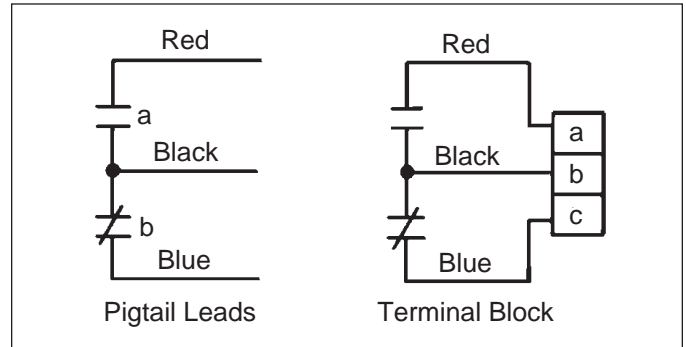 Red
a
Black
b
Blue
Pigtail Leads
Red
a
Black
b
c
Blue
Terminal Block